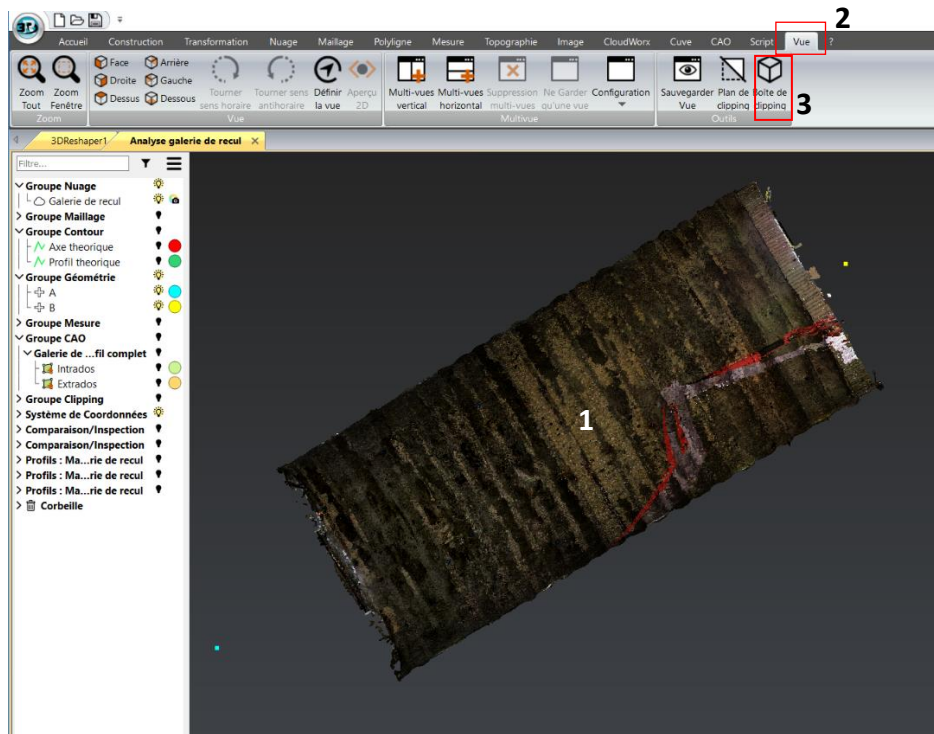 2
3D
Accueil Construction Transformation Nuage Maillage Polyligne Mesure Topographie Image CloudWorx Cuve CAO Script Vue ?
Zoom Tout
Zoom Fenêtre
Face Arrière
Droite Gauche
Dessus Dessous
Tourner sens horaire
Tourner sens antihoraire
Définir la vue
Aperçu 2D
Multi-vues vertical
Multi-vues horizontal
Suppression multi-vues
Ne Garder qu'une vue
Configuration
Sauvegarder Vue
Plan de clipping
Boite de clipping
3
Zoom Vue Multivue Outils
3DReshaper1 Analyse galerie de recul
Filtre...
Groupe Nuage
Galerie de recul
Groupe Maillage
Groupe Contour
Axe theorique
Profil theorique
Groupe Géométrie
A
B
Groupe Mesure
Groupe CAO
Galerie de ...fil complet
Intrados
Extrados
Groupe Clipping
Système de Coordonnées
Comparaison/Inspection
Comparaison/Inspection
Profils : Ma...rie de recul
Profils : Ma...rie de recul
Profils : Ma...rie de recul
Corbeille
1